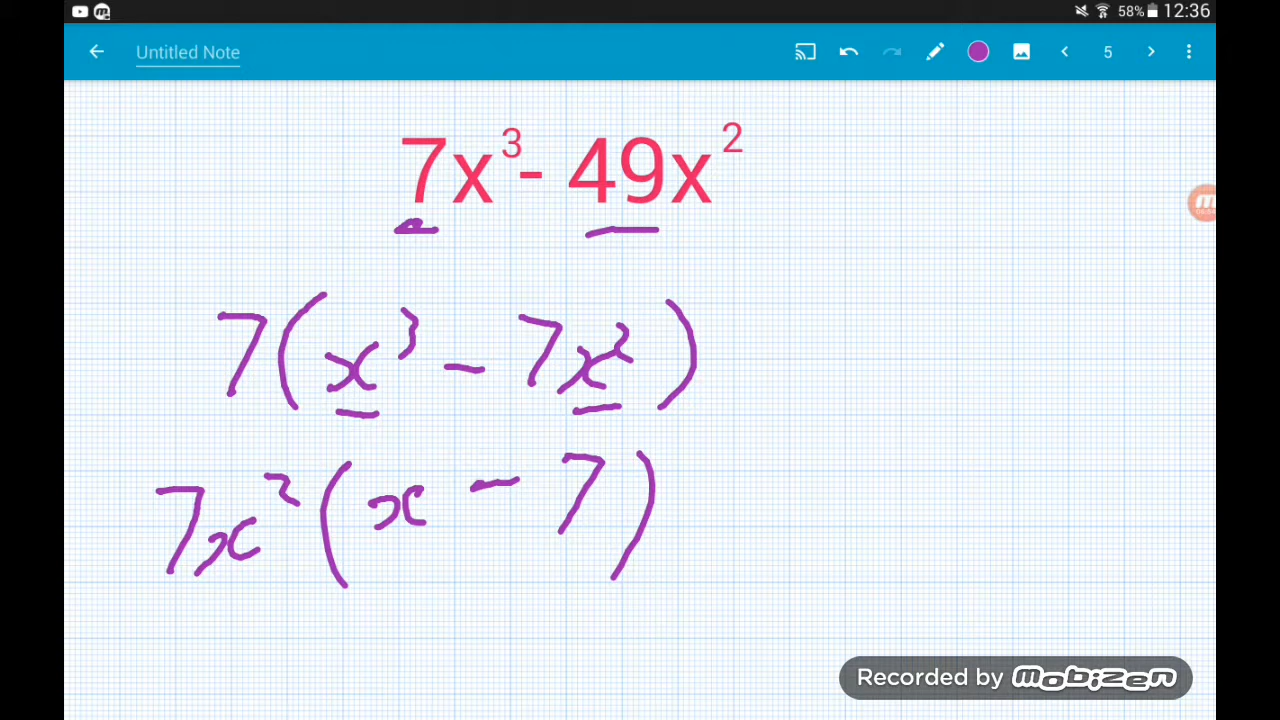 58% 12:36
Untitled Note 5
7x³ - 49x²
7(x³ - 7x²)
7x²(x - 7)
Recorded by mobizen